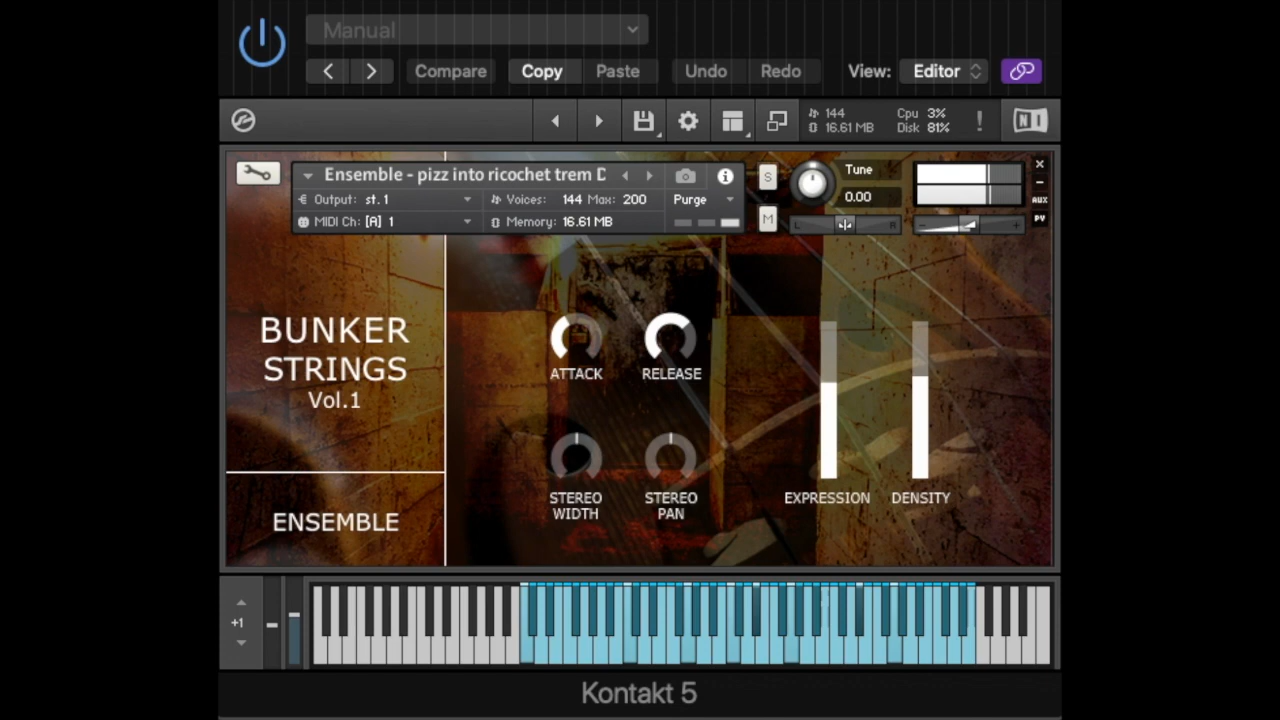 Manual
Compare Copy Paste Undo Redo View: Editor
144 Cpu 3%
16.61 MB Disk 81% ! NI
Ensemble - pizz into ricochet trem D i S Tune
Output: st. 1 Voices: 144 Max: 200 Purge 0.00 AUX
MIDI Ch: [A] 1 Memory: 16.61 MB M L R - + PV
BUNKER
STRINGS
Vol.1
ENSEMBLE
ATTACK RELEASE
STEREO WIDTH
STEREO PAN
EXPRESSION DENSITY
+1
Kontakt 5